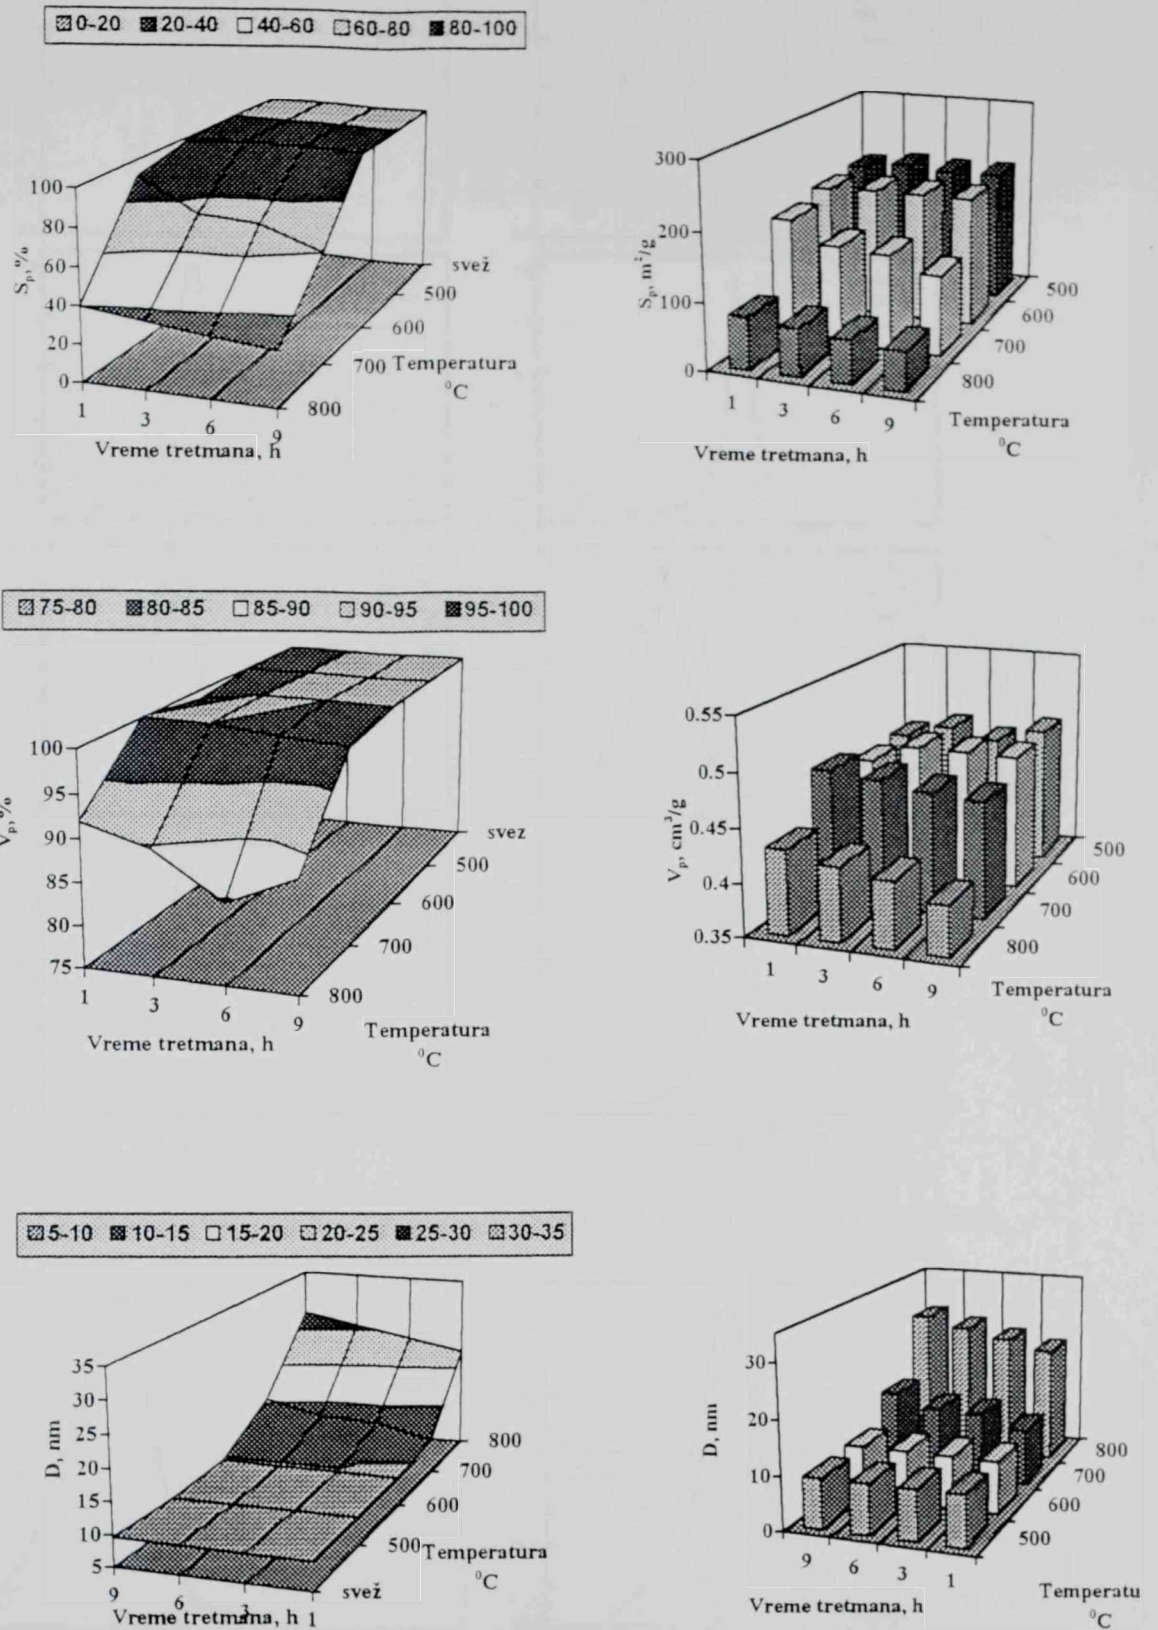 0-20 20-40 40-60 60-80 80-100
100
80
60
40
20
0
Sp, %
1
3
6
9
Vreme tretmana, h
svež
500
600
700
800
Temperatura
⁰C
300
200
100
0
Sp, m²/g
1
3
6
9
Vreme tretmana, h
500
600
700
800
Temperatura
⁰C
75-80 80-85 85-90 90-95 95-100
100
95
90
85
80
75
Vp, %
1
3
6
9
Vreme tretmana, h
svez
500
600
700
800
Temperatura
⁰C
0.55
0.5
0.45
0.4
0.35
Vp, cm³/g
1
3
6
9
Vreme tretmana, h
500
600
700
800
Temperatura
⁰C
5-10 10-15 15-20 20-25 25-30 30-35
35
30
25
20
15
10
5
D, nm
9
6
3
1
Vreme tretmana, h
800
700
600
500
svež
Temperatura
⁰C
30
20
10
0
D, nm
9
6
3
1
Vreme tretmana, h
800
700
600
500
Temperatu
⁰C